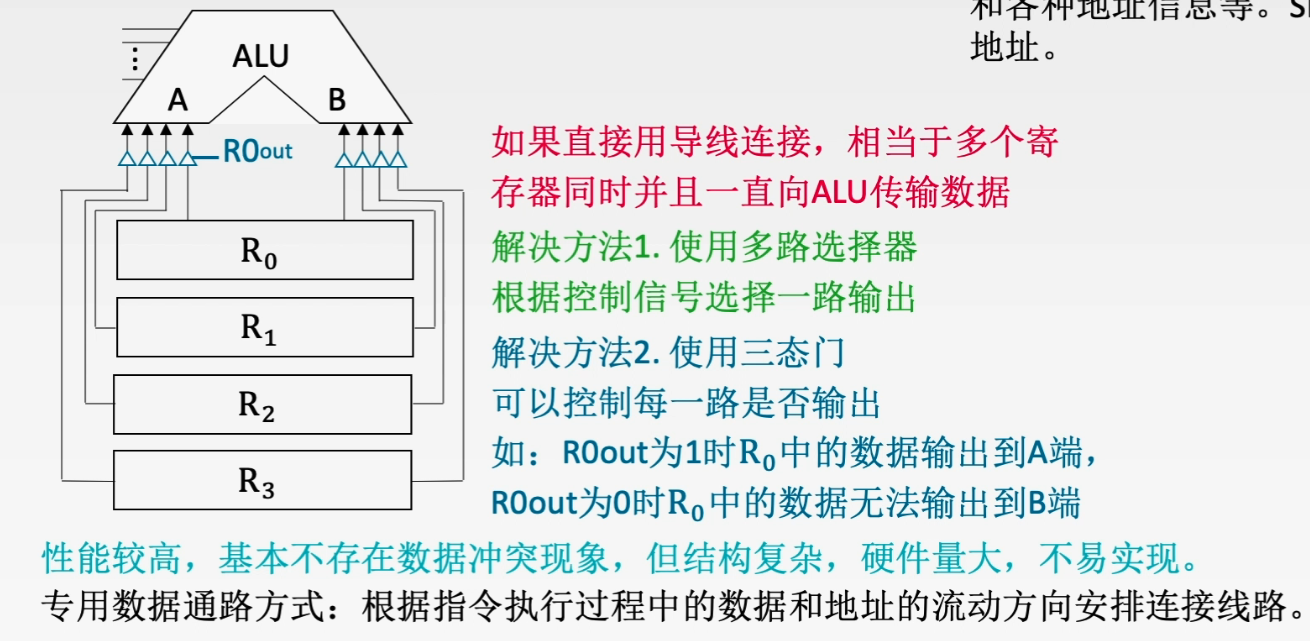 和各种地址信息等。
地址。
ALU
A
B
R0out
如果直接用导线连接，相当于多个寄
存器同时并且一直向ALU传输数据
解决方法1. 使用多路选择器
根据控制信号选择一路输出
解决方法2. 使用三态门
可以控制每一路是否输出
如：R0out为1时R₀中的数据输出到A端，
R0out为0时R₀中的数据无法输出到B端
R₀
R₁
R₂
R₃
性能较高，基本不存在数据冲突现象，但结构复杂，硬件量大，不易实现。
专用数据通路方式：根据指令执行过程中的数据和地址的流动方向安排连接线路。